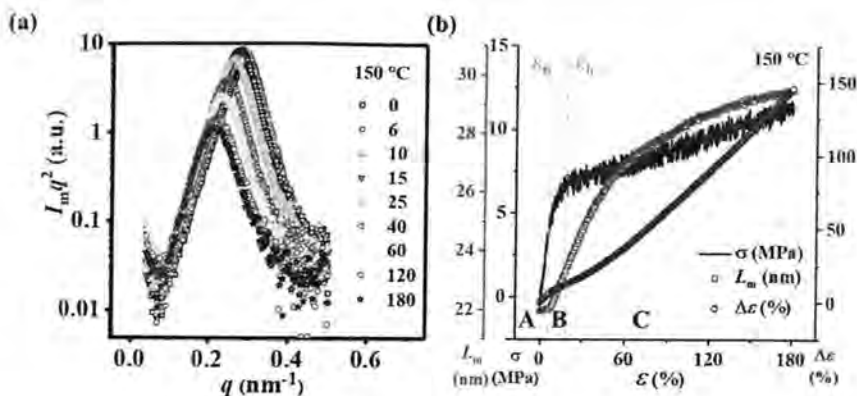 (a)
10
1
0.1
0.01
I_m q² (a.u.)
150 °C
0
6
10
15
25
40
60
120
180
0.0 0.2 0.4 0.6
q (nm⁻¹)
(b)
30
28
26
24
22
15
10
5
0
150 °C
σ (MPa)
L_m (nm)
Δε (%)
A B C
150
100
50
0
L_m σ 0 60 120 180 Δε
(nm) (MPa) ε (%) (%)